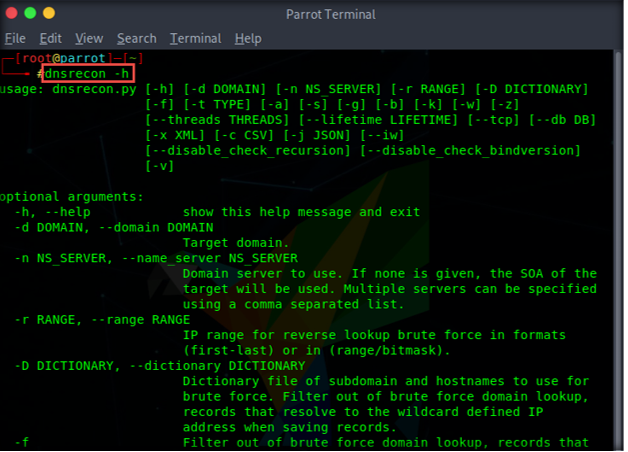 Parrot Terminal
File Edit View Search Terminal Help
[root@parrot]-[~]
#dnsrecon -h
usage: dnsrecon.py [-h] [-d DOMAIN] [-n NS_SERVER] [-r RANGE] [-D DICTIONARY]
[-f] [-t TYPE] [-a] [-s] [-g] [-b] [-k] [-w] [-z]
[--threads THREADS] [--lifetime LIFETIME] [--tcp] [--db DB]
[-x XML] [-c CSV] [-j JSON] [--iw]
[--disable_check_recursion] [--disable_check_bindversion]
[-v]
optional arguments:
-h, --help show this help message and exit
-d DOMAIN, --domain DOMAIN
Target domain.
-n NS_SERVER, --name_server NS_SERVER
Domain server to use. If none is given, the SOA of the
target will be used. Multiple servers can be specified
using a comma separated list.
-r RANGE, --range RANGE
IP range for reverse lookup brute force in formats
(first-last) or in (range/bitmask).
-D DICTIONARY, --dictionary DICTIONARY
Dictionary file of subdomain and hostnames to use for
brute force. Filter out of brute force domain lookup,
records that resolve to the wildcard defined IP
address when saving records.
-f Filter out of brute force domain lookup, records that